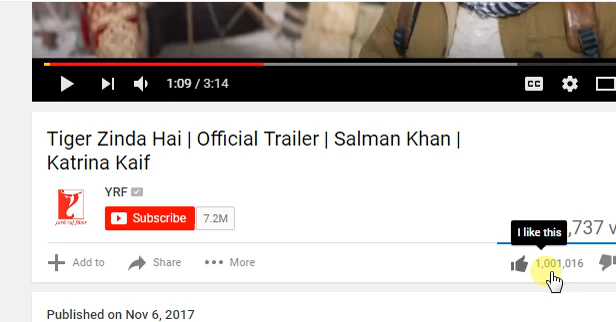 1:09 / 3:14
CC
Tiger Zinda Hai | Official Trailer | Salman Khan |
Katrina Kaif
YRF
Subscribe 7.2M
I like this
,737 v
Add to Share More
1,001,016
Published on Nov 6, 2017